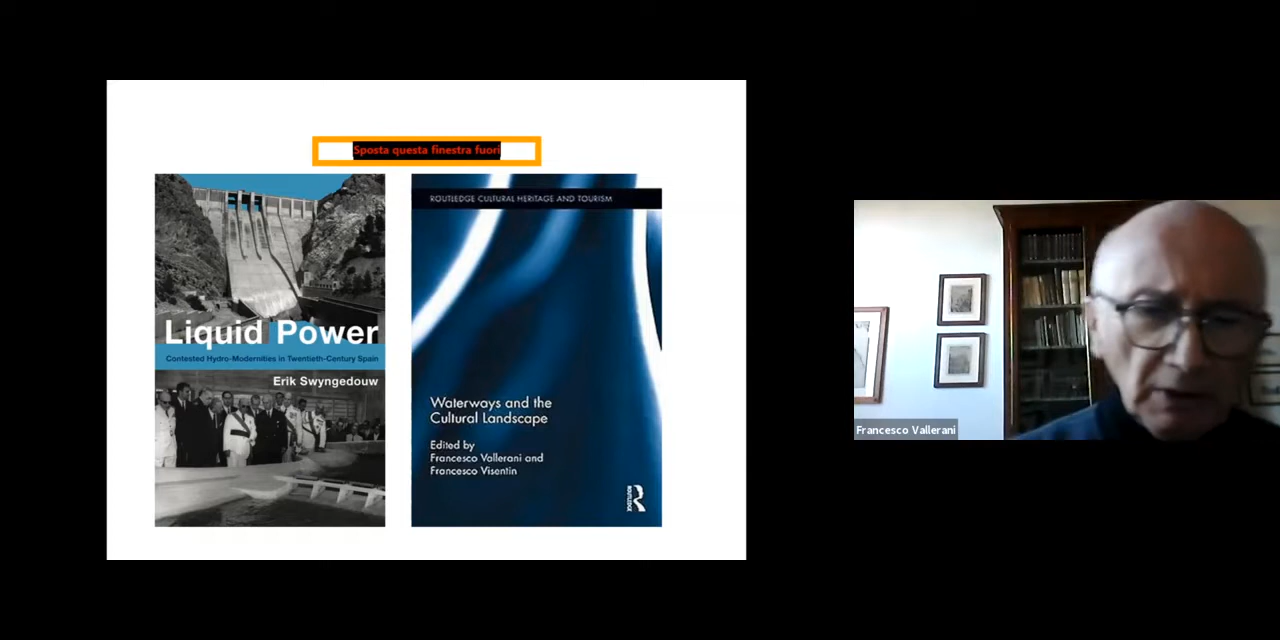 Sposta questa finestra fuori
Liquid Power
Contested Hydro-Modernities in Twentieth-Century Spain
Erik Swyngedouw
ROUTLEDGE CULTURAL HERITAGE AND TOURISM
Waterways and the
Cultural Landscape
Edited by
Francesco Vallerani and
Francesco Visentin
ROUTLEDGE
Francesco Vallerani